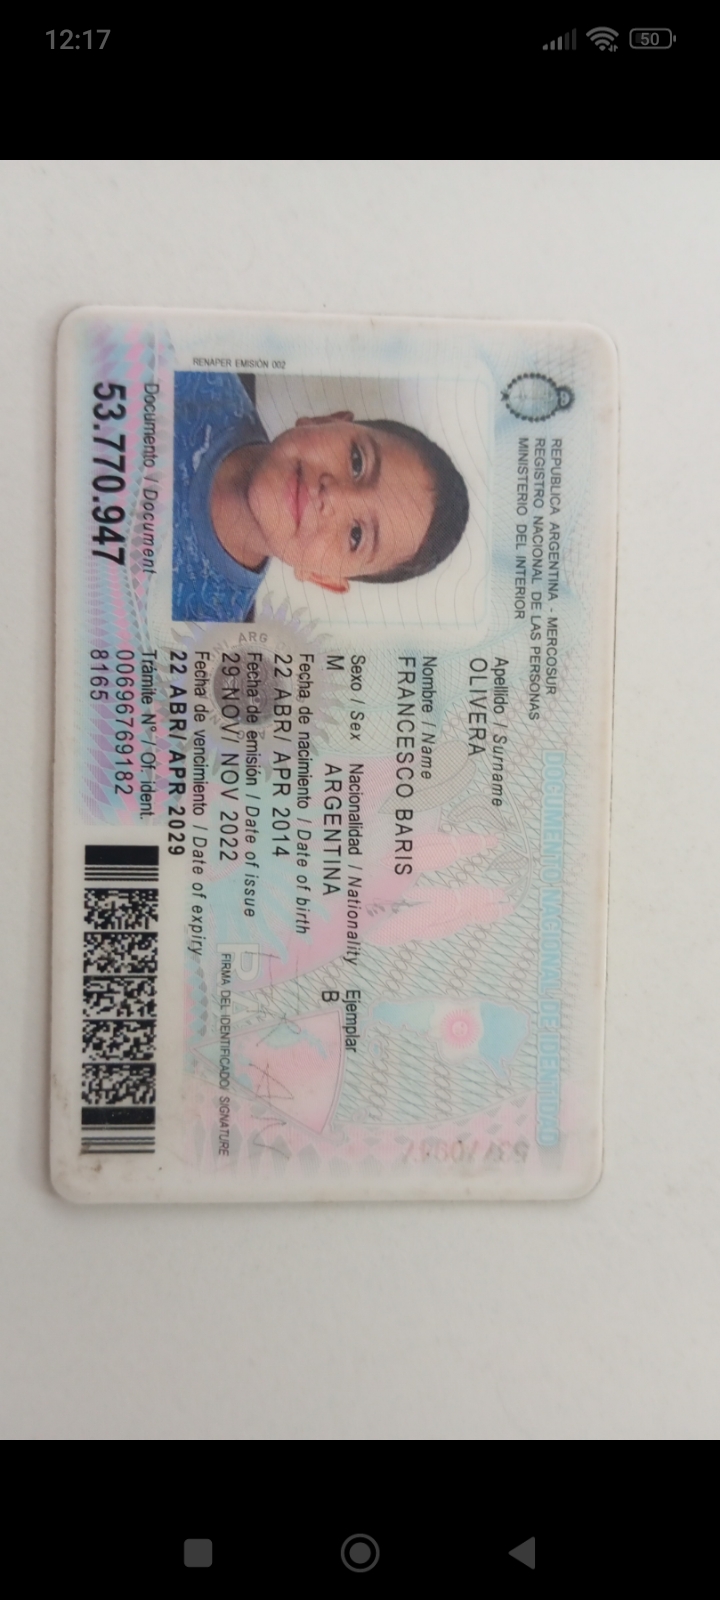 12:17
50
REPUBLICA ARGENTINA - MERCOSUR
REGISTRO NACIONAL DE LAS PERSONAS
MINISTERIO DEL INTERIOR
DOCUMENTO NACIONAL DE IDENTIDAD
RENAPER EMISIÓN 002
Apellido / Surname
OLIVERA
Nombre / Name
FRANCESCO BARIS
Sexo / Sex Nacionalidad / Nationality Ejemplar
M ARGENTINA B
Fecha de nacimiento / Date of birth
22 ABR/ APR 2014
Fecha de emisión / Date of issue
29 NOV/ NOV 2022
FIRMA DEL IDENTIFICADO/ SIGNATURE
Fecha de vencimiento / Date of expiry
22 ABR/ APR 2029
Documento / Document
53.770.947
Trámite Nº / Of. ident.
00696769182
8165
ARG